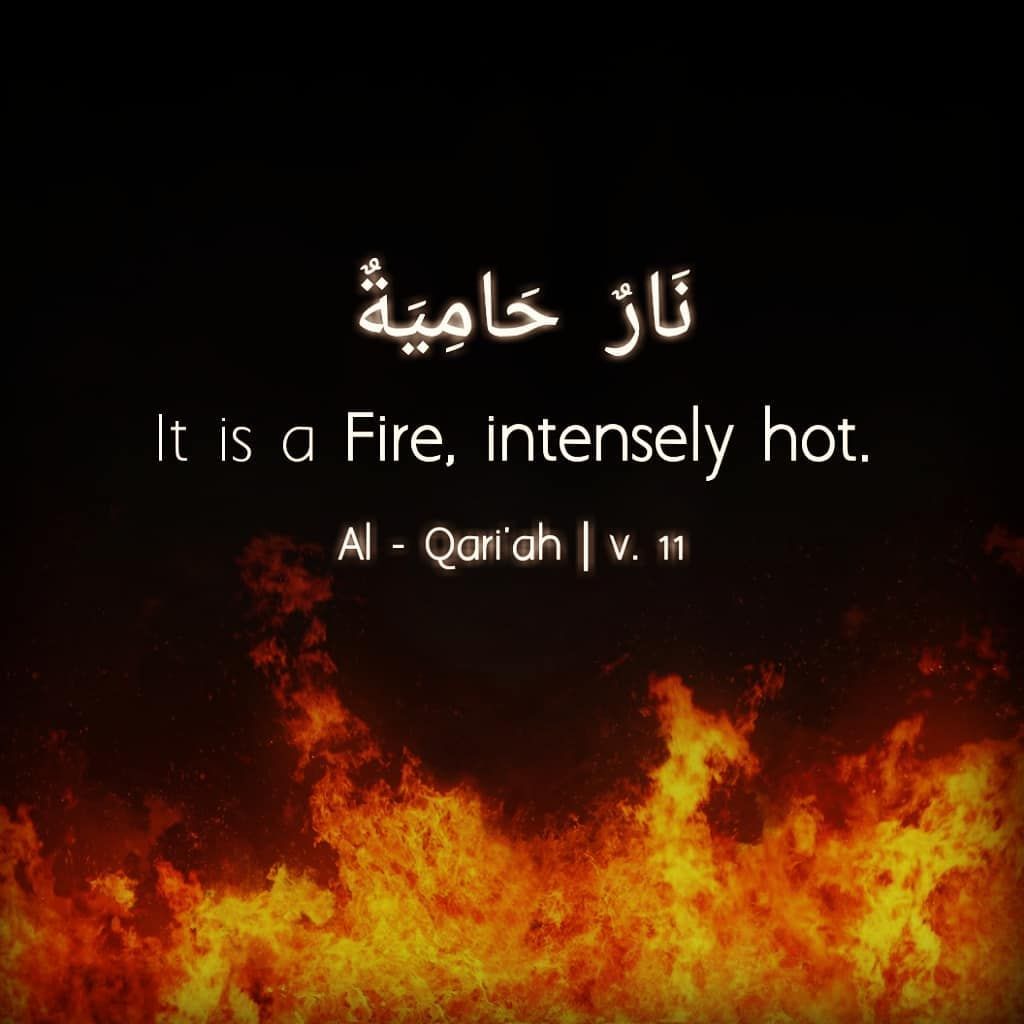 نَارٌ حَامِيَةٌ
It is a Fire, intensely hot.
Al - Qari'ah | v. 11